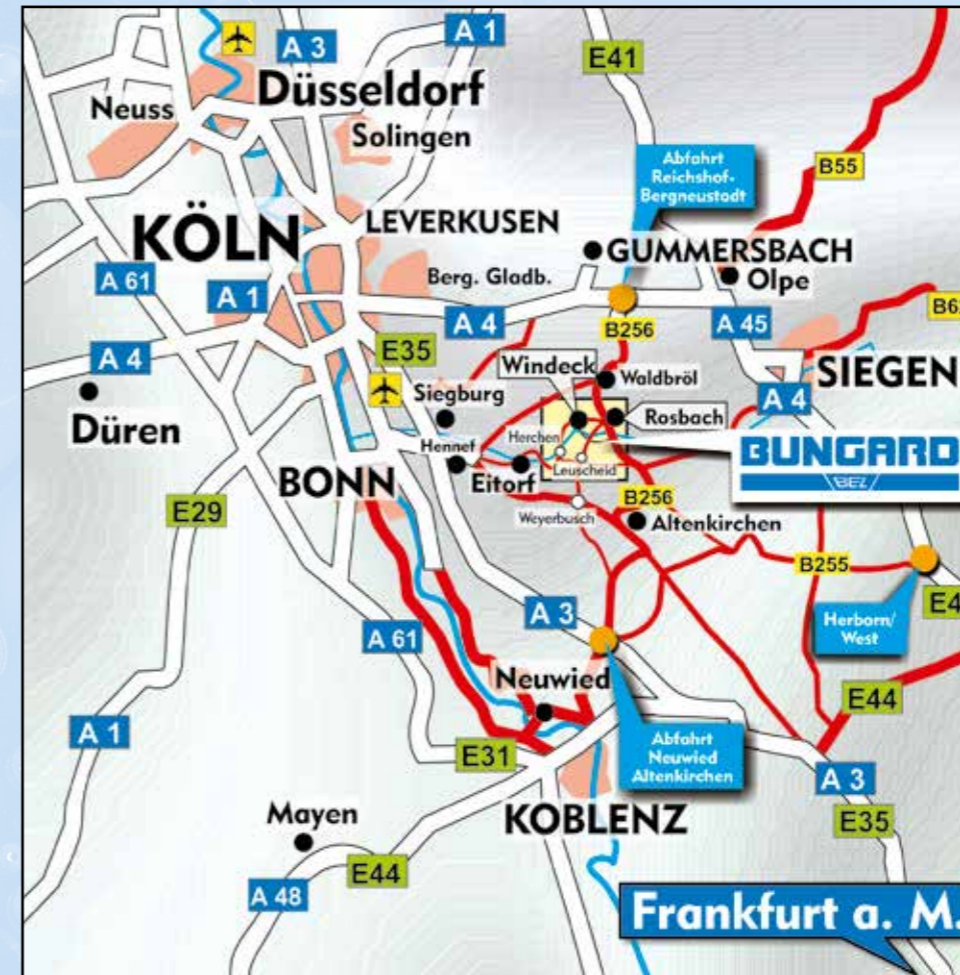 A 3
A 1
E41
Düsseldorf
Neuss
Solingen
Abfahrt
Reichshof-
Bergneustadt
B55
KÖLN
LEVERKUSEN
GUMMERSBACH
Olpe
A 61
A 1
Berg. Gladb.
A 4
B256
A 45
A 4
E35
Windeck
Waldbröl
SIEGEN
A 4
Düren
Siegburg
Rosbach
Herchen
Hennef
Leuscheid
BUNGARD
BEZ
BONN
Eitorf
E29
B256
Weyerbusch
Altenkirchen
B255
A 3
Herborn/
West
A 61
Neuwied
E44
A 1
E31
Abfahrt
Neuwied
Altenkirchen
A 3
Mayen
KOBLENZ
E35
E44
A 48
Frankfurt a. M.